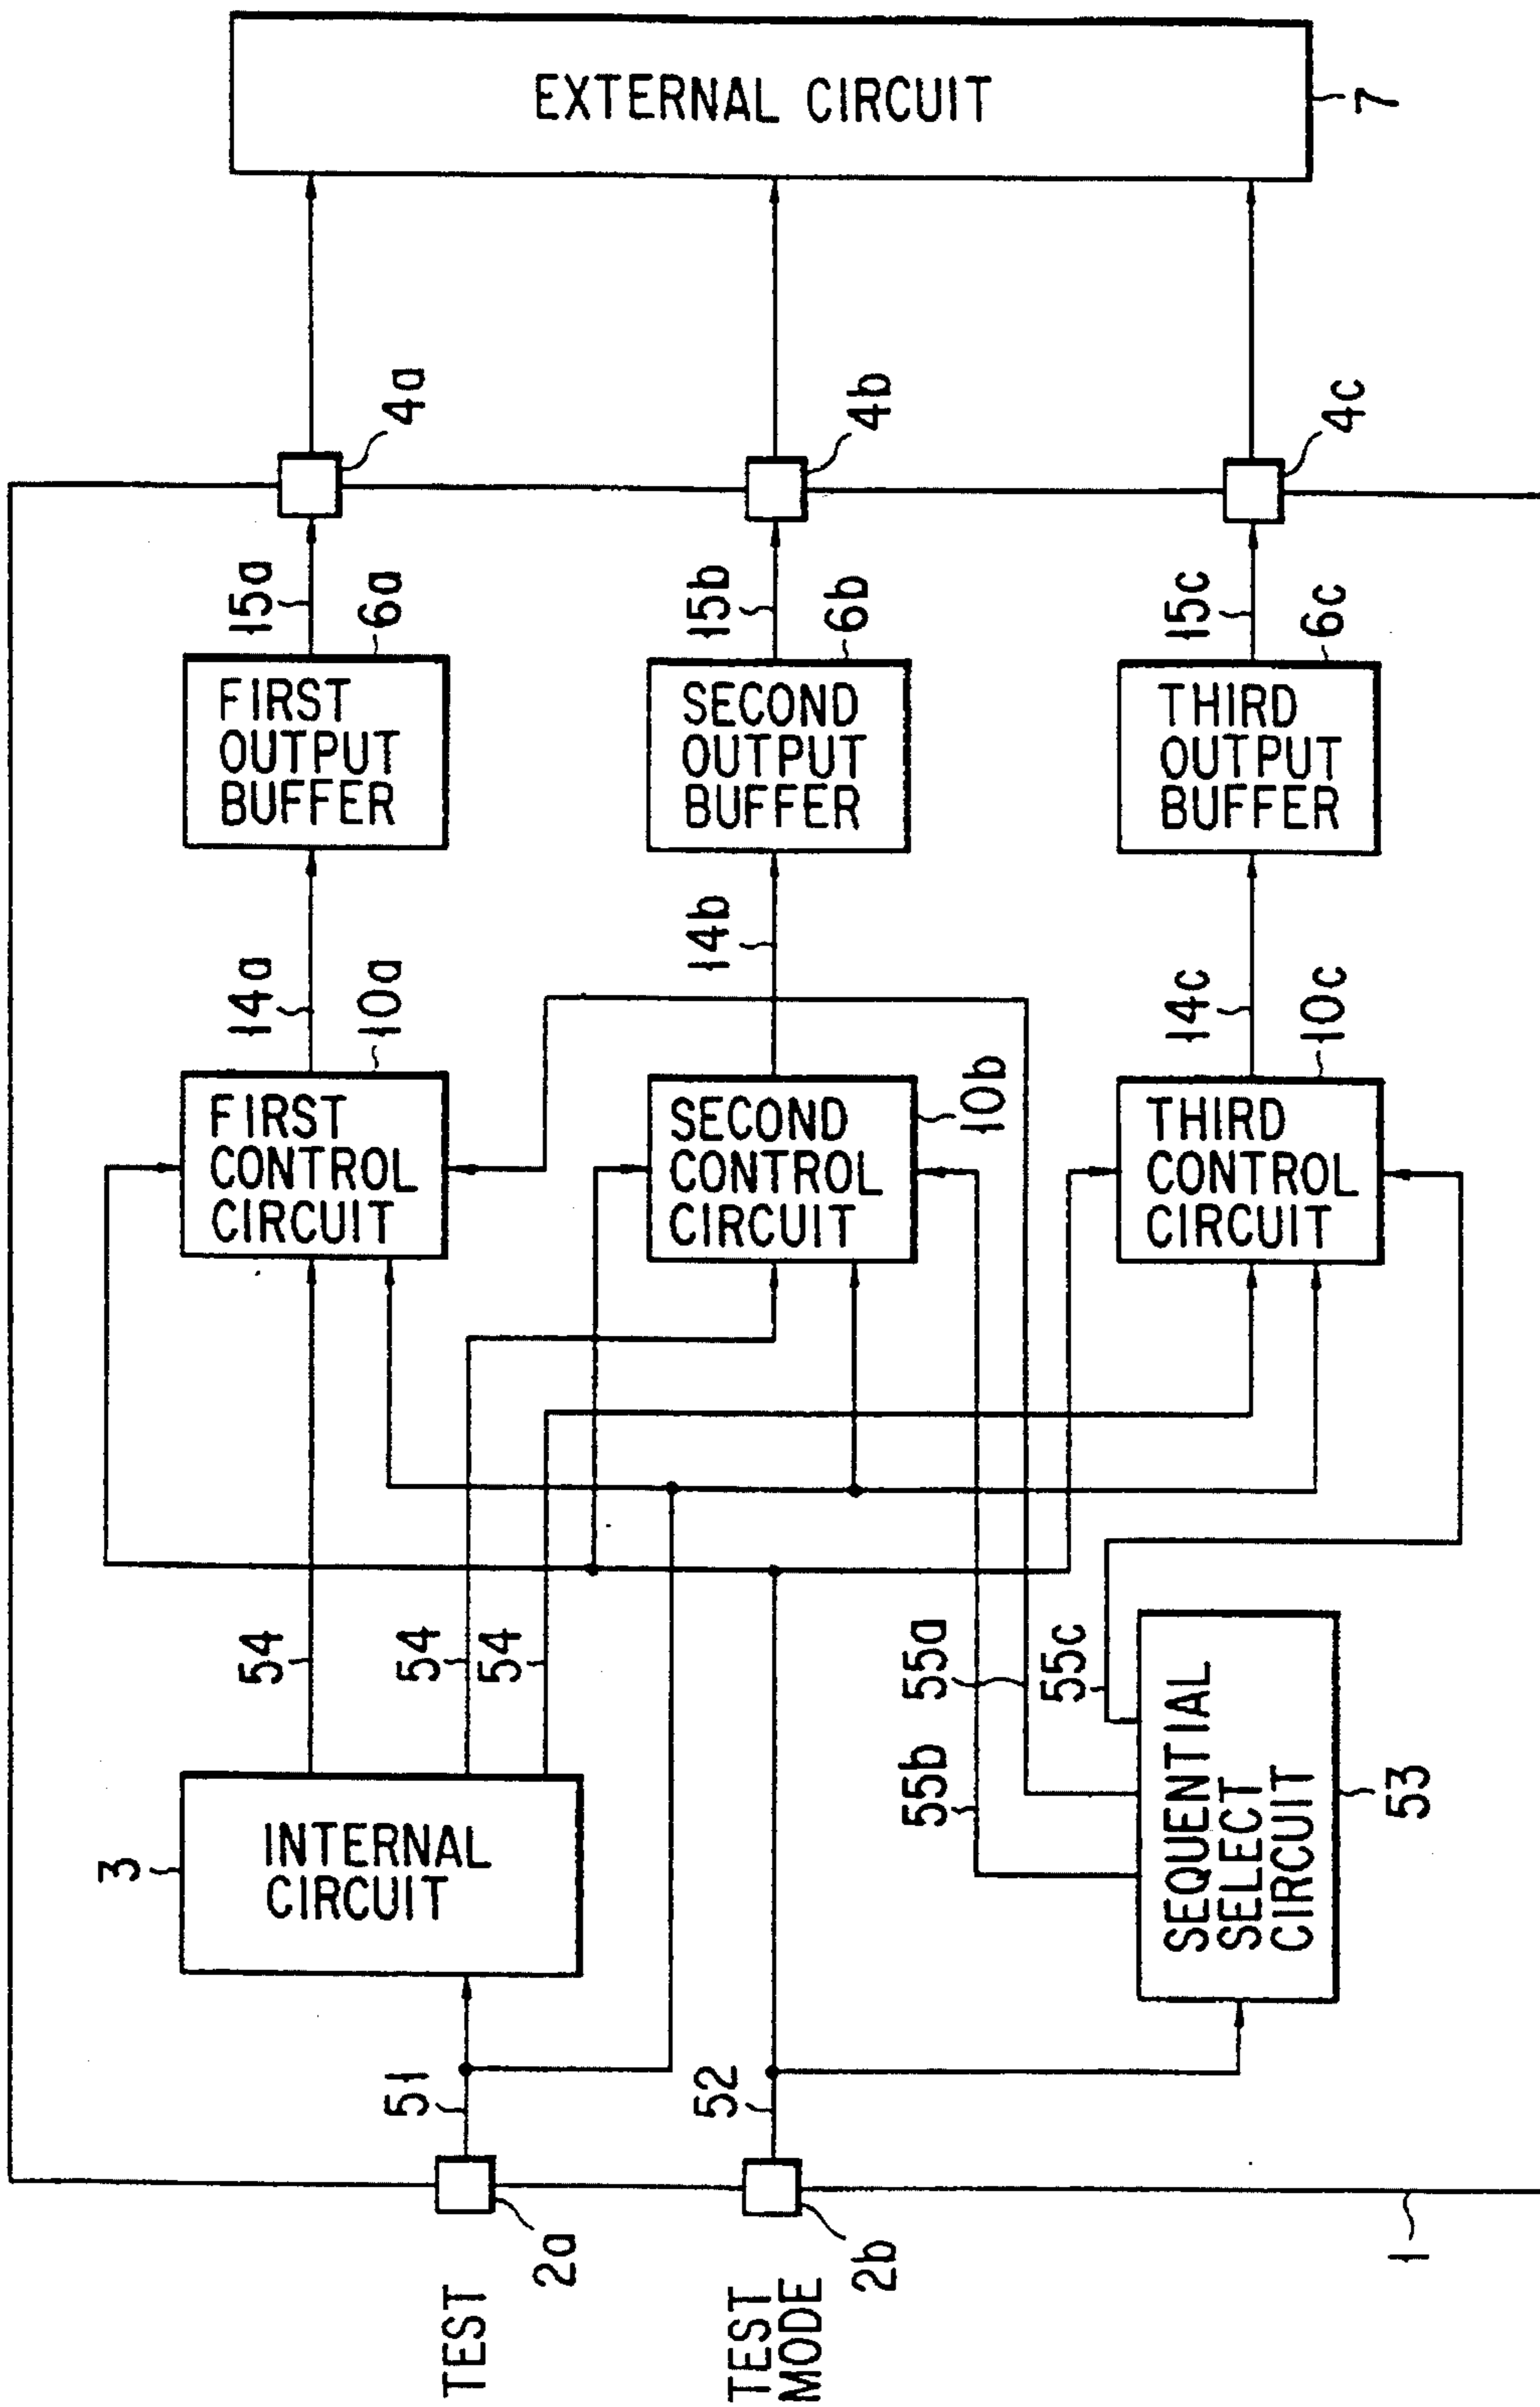 TEST
2a
51
3
INTERNAL
CIRCUIT
54
54
54
FIRST
CONTROL
CIRCUIT
14a
10a
FIRST
OUTPUT
BUFFER
15a
6a
4a
TEST
MODE
2b
52
SECOND
CONTROL
CIRCUIT
10b
14b
SECOND
OUTPUT
BUFFER
15b
6b
4b
55b
55a
55c
SEQUENTIAL
SELECT
CIRCUIT
53
THIRD
CONTROL
CIRCUIT
14c
10c
THIRD
OUTPUT
BUFFER
15c
6c
4c
EXTERNAL CIRCUIT
7
1